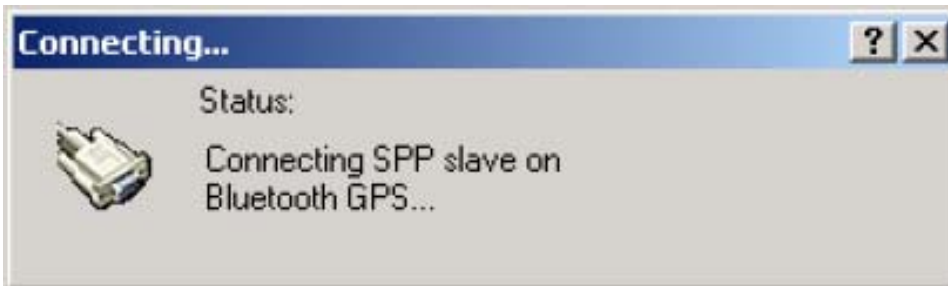 Connecting...
Status:
Connecting SPP slave on
Bluetooth GPS...